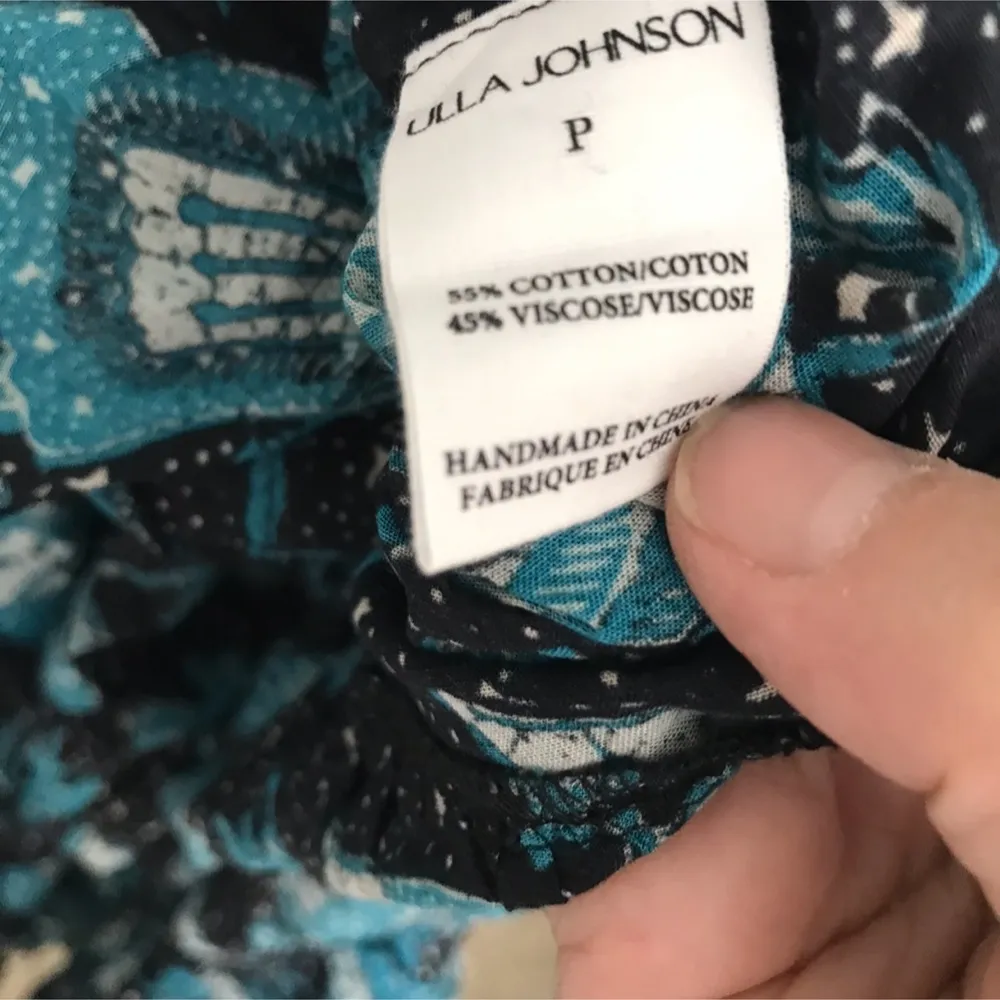 ULLA JOHNSON
P
55% COTTON/COTON
45% VISCOSE/VISCOSE
HANDMADE IN CHINA
FABRIQUE EN CHINE